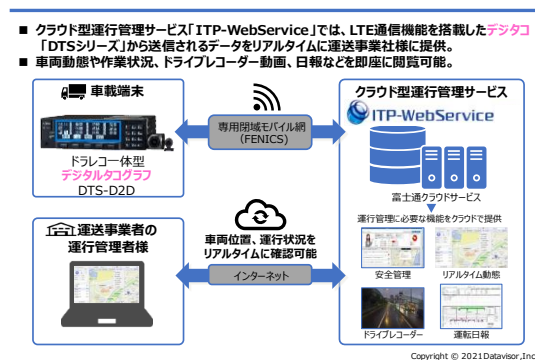 ■ クラウド型運行管理サービス「ITP-WebService」では、LTE通信機能を搭載したデジタコ
「DTSシリーズ」から送信されるデータをリアルタイムに運送事業社様に提供。
■ 車両動態や作業状況、ドライブレコーダー動画、日報などを即座に閲覧可能。
車載端末
ドラレコ一体型
デジタルタコグラフ
DTS-D2D
専用閉域モバイル網
(FENICS)
クラウド型運行管理サービス
ITP-WebService
富士通クラウドサービス
運行管理に必要な機能をクラウドで提供
安全管理
リアルタイム動態
ドライブレコーダー
運転日報
運送事業者の
運行管理者様
車両位置、運行状況を
リアルタイムに確認可能
インターネット
Copyright © 2021Datavisor,Inc